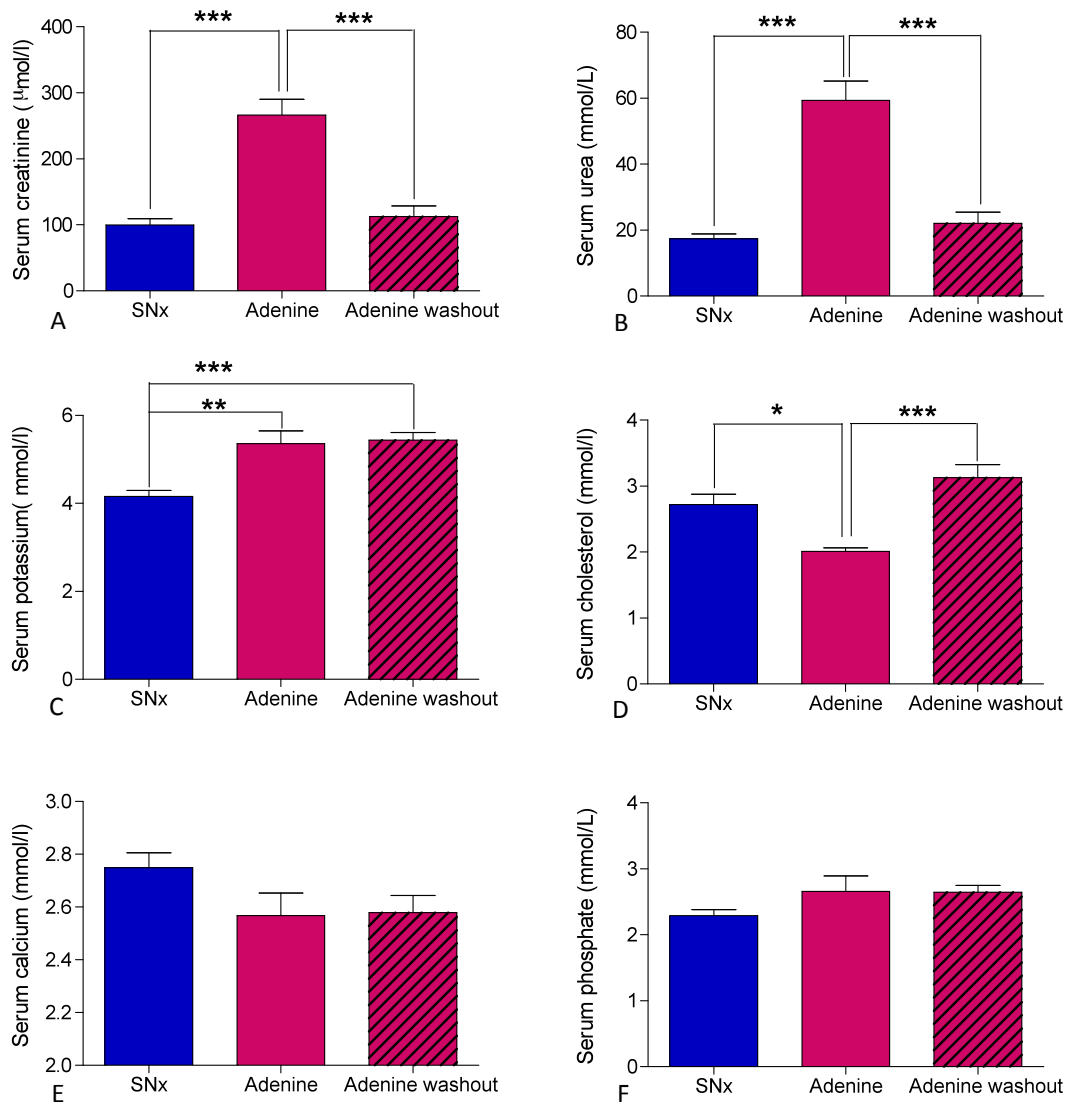 Serum creatinine ( μmol/l)
400
300
200
100
0
***
***
SNx
Adenine
Adenine washout
A
Serum urea (mmol/L)
80
60
40
20
0
***
***
SNx
Adenine
Adenine washout
B
Serum potassium( mmol/l)
6
4
2
0
***
**
SNx
Adenine
Adenine washout
C
Serum cholesterol (mmol/l)
4
3
2
1
0
*
***
SNx
Adenine
Adenine washout
D
Serum calcium (mmol/l)
3.0
2.8
2.6
2.4
2.2
2.0
SNx
Adenine
Adenine washout
E
Serum phosphate (mmol/L)
4
3
2
1
0
SNx
Adenine
Adenine washout
F